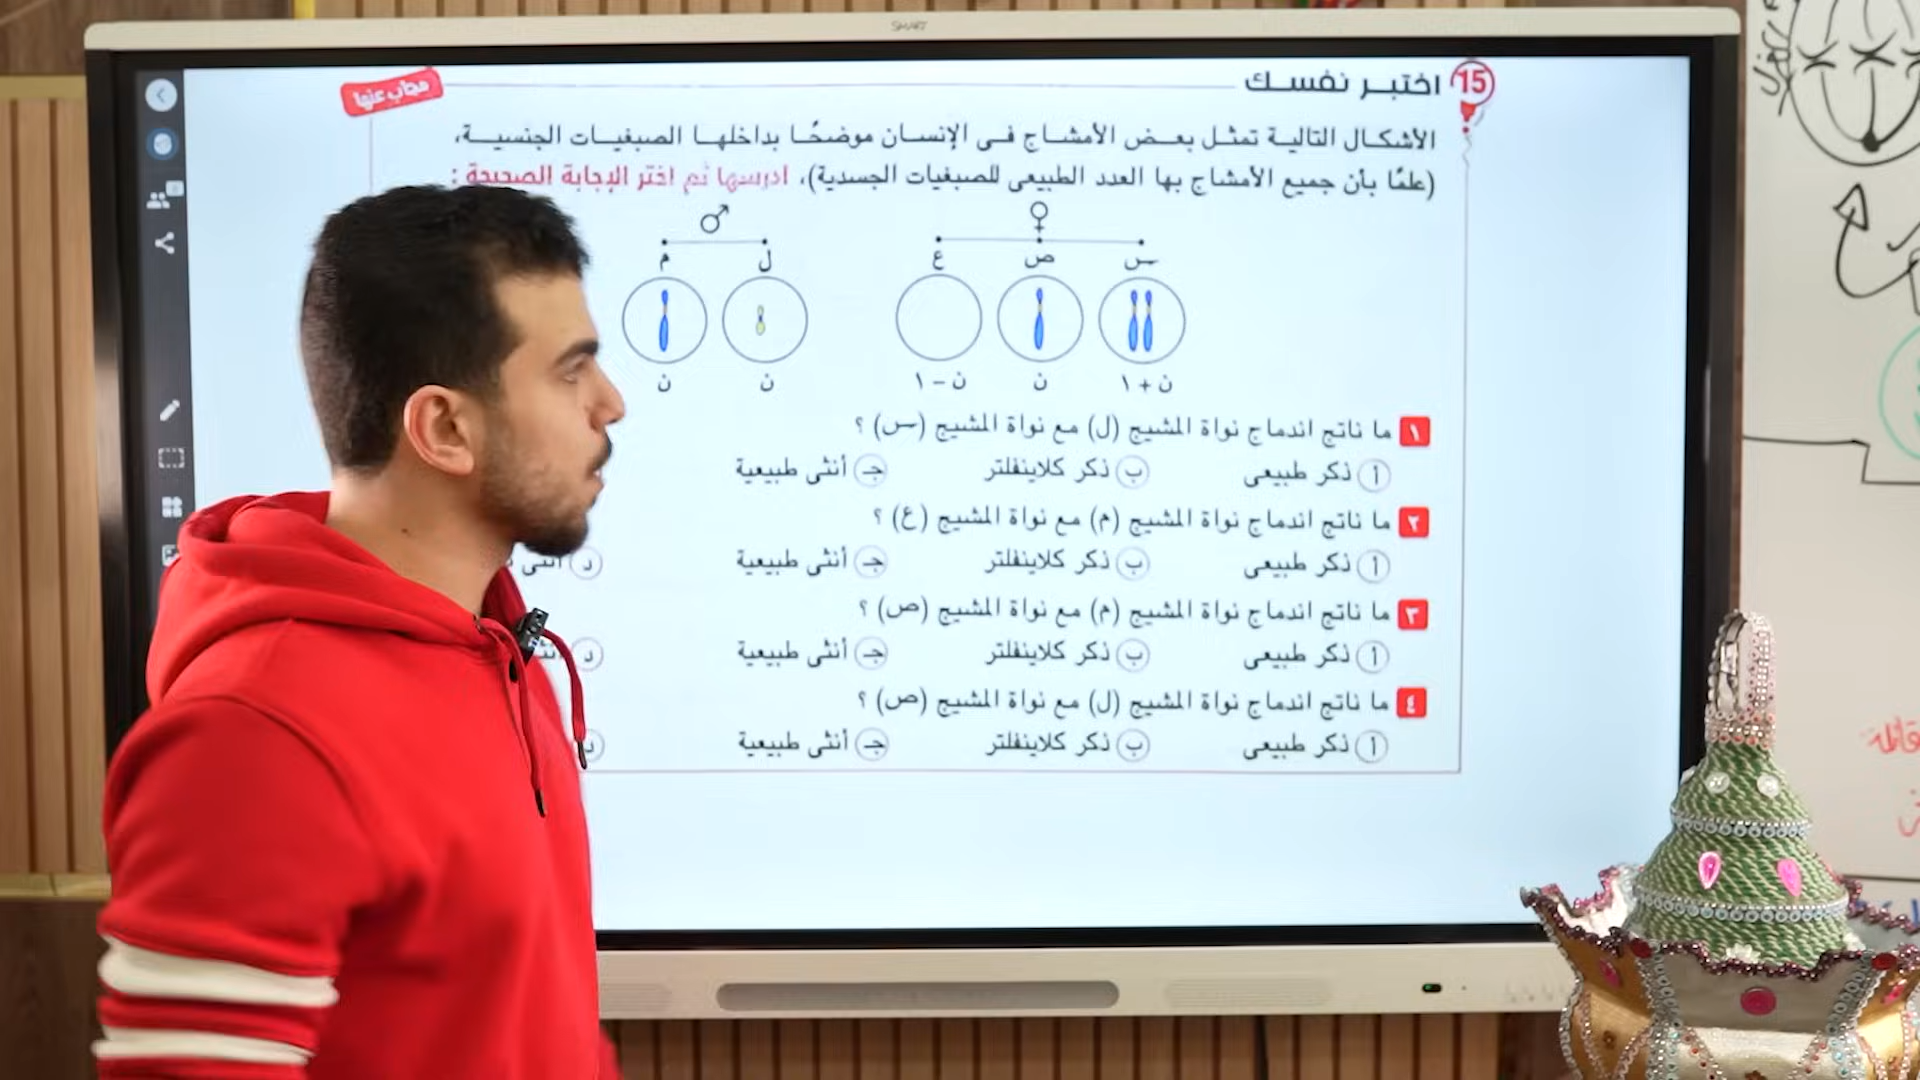 SMART
15 اختبر نفسك
مجاب عنها
الأشكال التالية تمثل بعض الأمشاج فى الإنسان موضحًا بداخلها الصبغيات الجنسية،
(علمًا بأن جميع الأمشاج بها العدد الطبيعى للصبغيات الجسدية)، ادرسها ثم اختر الإجابة الصحيحة :
♀ ♂
س ص ع ل م
ن + ١ ن ن – ١ ن ن
١ ما ناتج اندماج نواة المشيج (ل) مع نواة المشيج (س) ؟
أ ذكر طبيعى ب ذكر كلاينفلتر جـ أنثى طبيعية
٢ ما ناتج اندماج نواة المشيج (م) مع نواة المشيج (ع) ؟
أ ذكر طبيعى ب ذكر كلاينفلتر جـ أنثى طبيعية د أنثى
٣ ما ناتج اندماج نواة المشيج (م) مع نواة المشيج (ص) ؟
أ ذكر طبيعى ب ذكر كلاينفلتر جـ أنثى طبيعية د
٤ ما ناتج اندماج نواة المشيج (ل) مع نواة المشيج (ص) ؟
أ ذكر طبيعى ب ذكر كلاينفلتر جـ أنثى طبيعية د